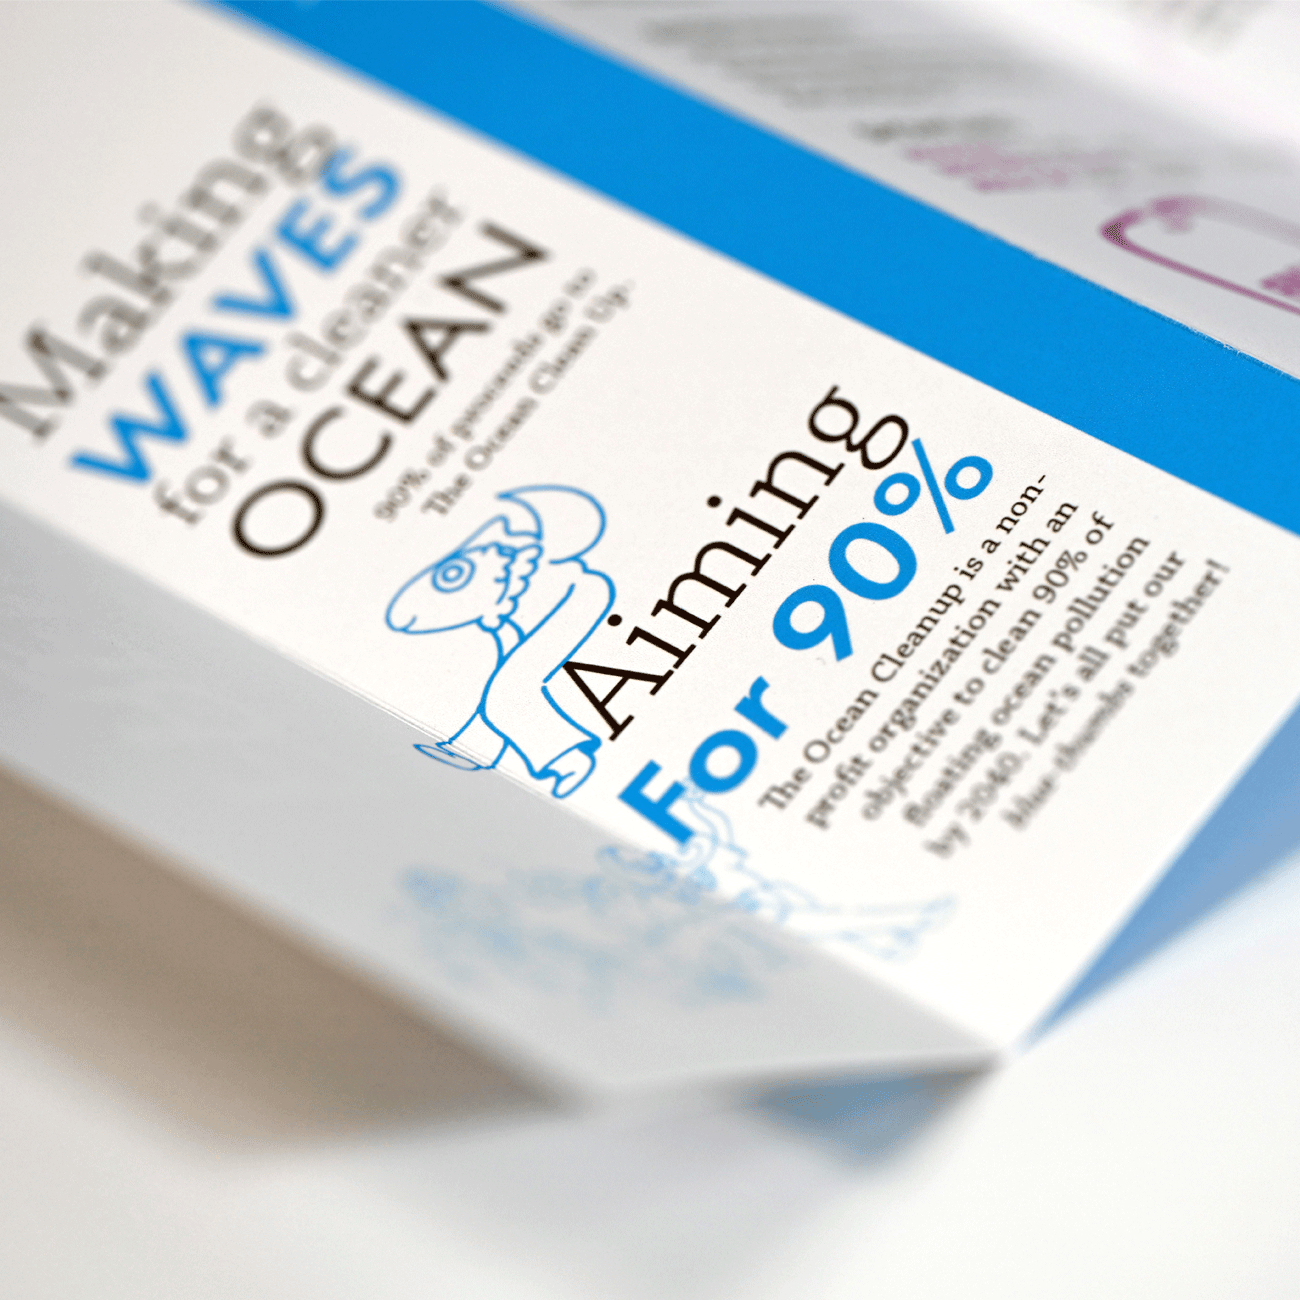 Making
WAVES
for a cleaner
OCEAN
90% of proceeds go to
The Ocean Clean Up.
Aiming
For 90%
The Ocean Cleanup is a non-
profit organization with an
objective to clean 90% of
floating ocean pollution
by 2040. Let's all put our
blue thumbs together!